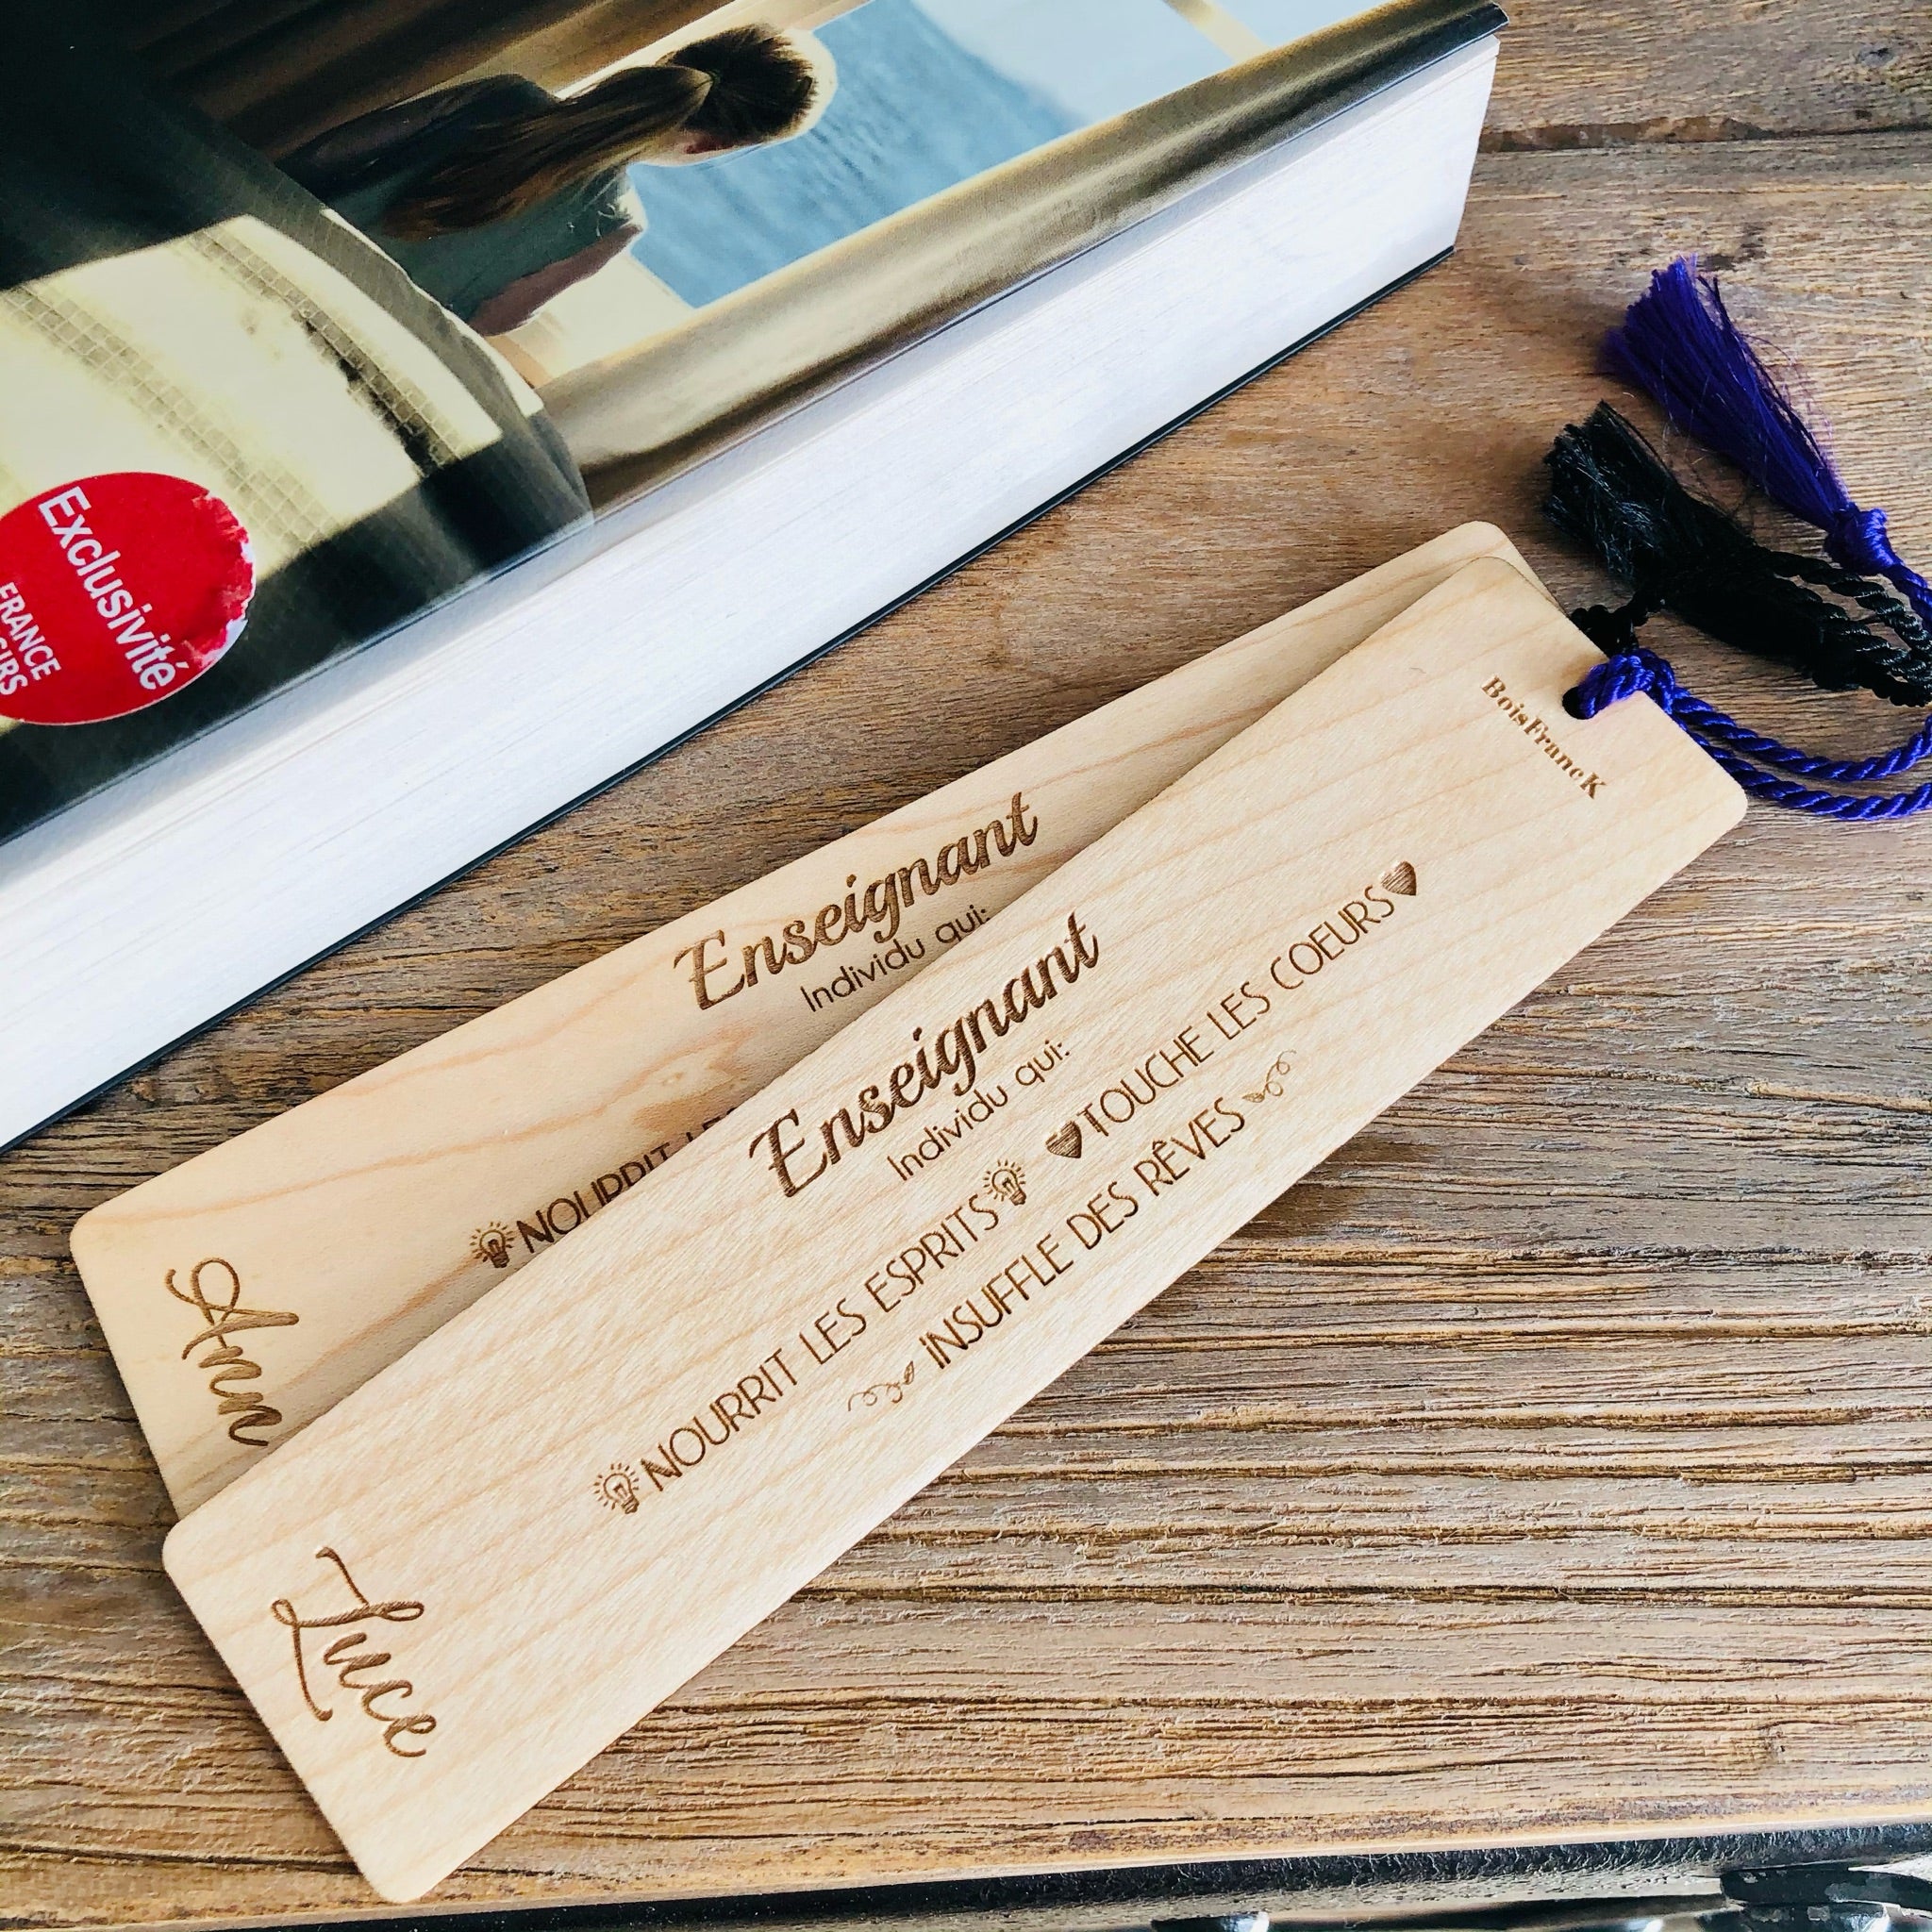 Exclusivité
FRANCE
Enseignant
Individu qui:
NOURRIT
Ann
BoisFrancK
Enseignant
Individu qui:
NOURRIT LES ESPRITS TOUCHE LES COEURS
INSUFFLE DES RÊVES
Luce